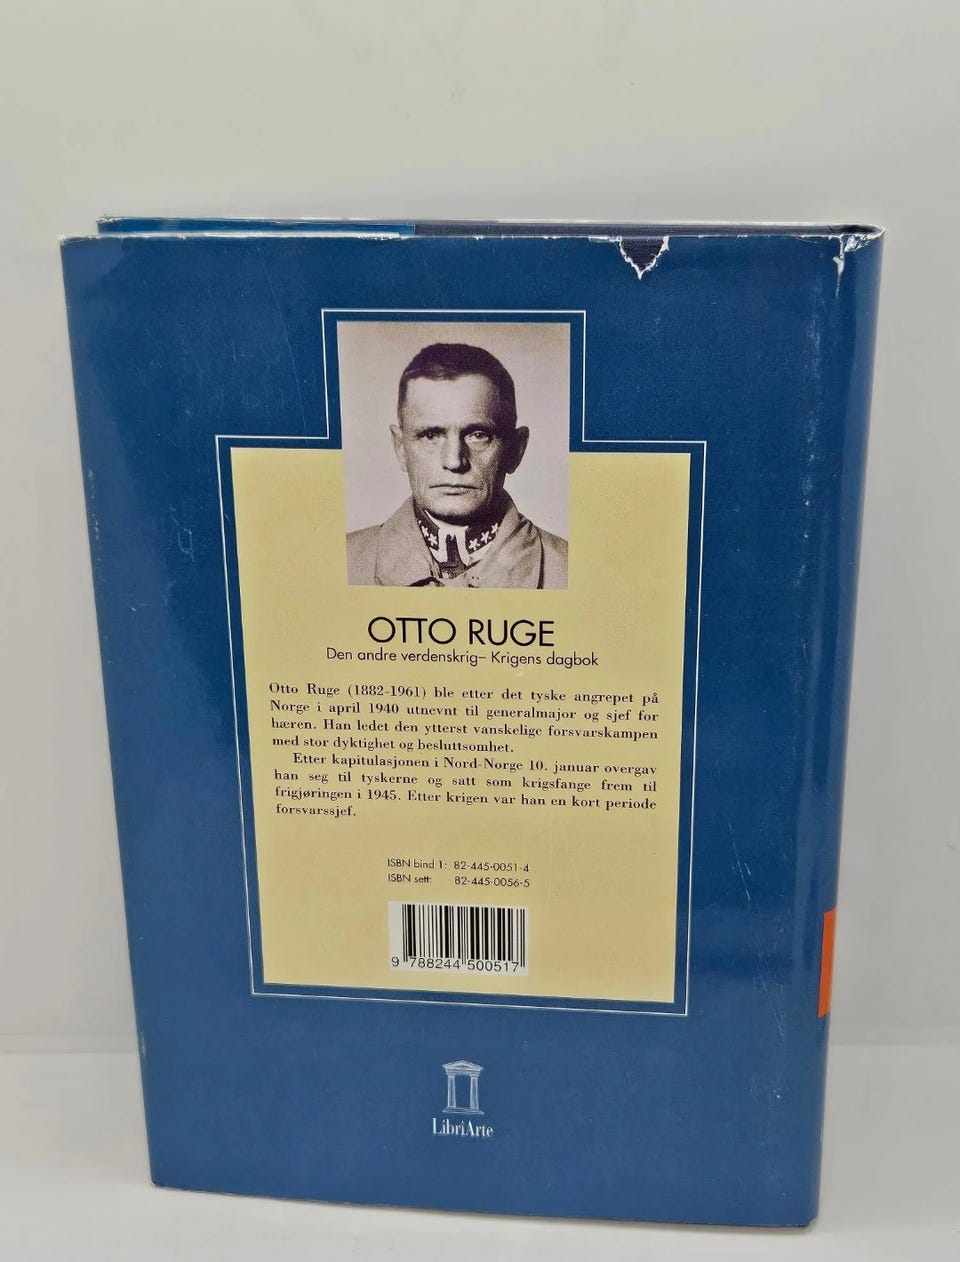 OTTO RUGE
Den andre verdenskrig– Krigens dagbok
Otto Ruge (1882-1961) ble etter det tyske angrepet på
Norge i april 1940 utnevnt til generalmajor og sjef for
hæren. Han ledet den ytterst vanskelige forsvarskampen
med stor dyktighet og besluttsomhet.
Etter kapitulasjonen i Nord-Norge 10. januar overgav
han seg til tyskerne og satt som krigsfange frem til
frigjøringen i 1945. Etter krigen var han en kort periode
forsvarssjef.
ISBN bind 1: 82-445-0051-4
ISBN sett: 82-445-0056-5
9 788244 500517
LibriArte